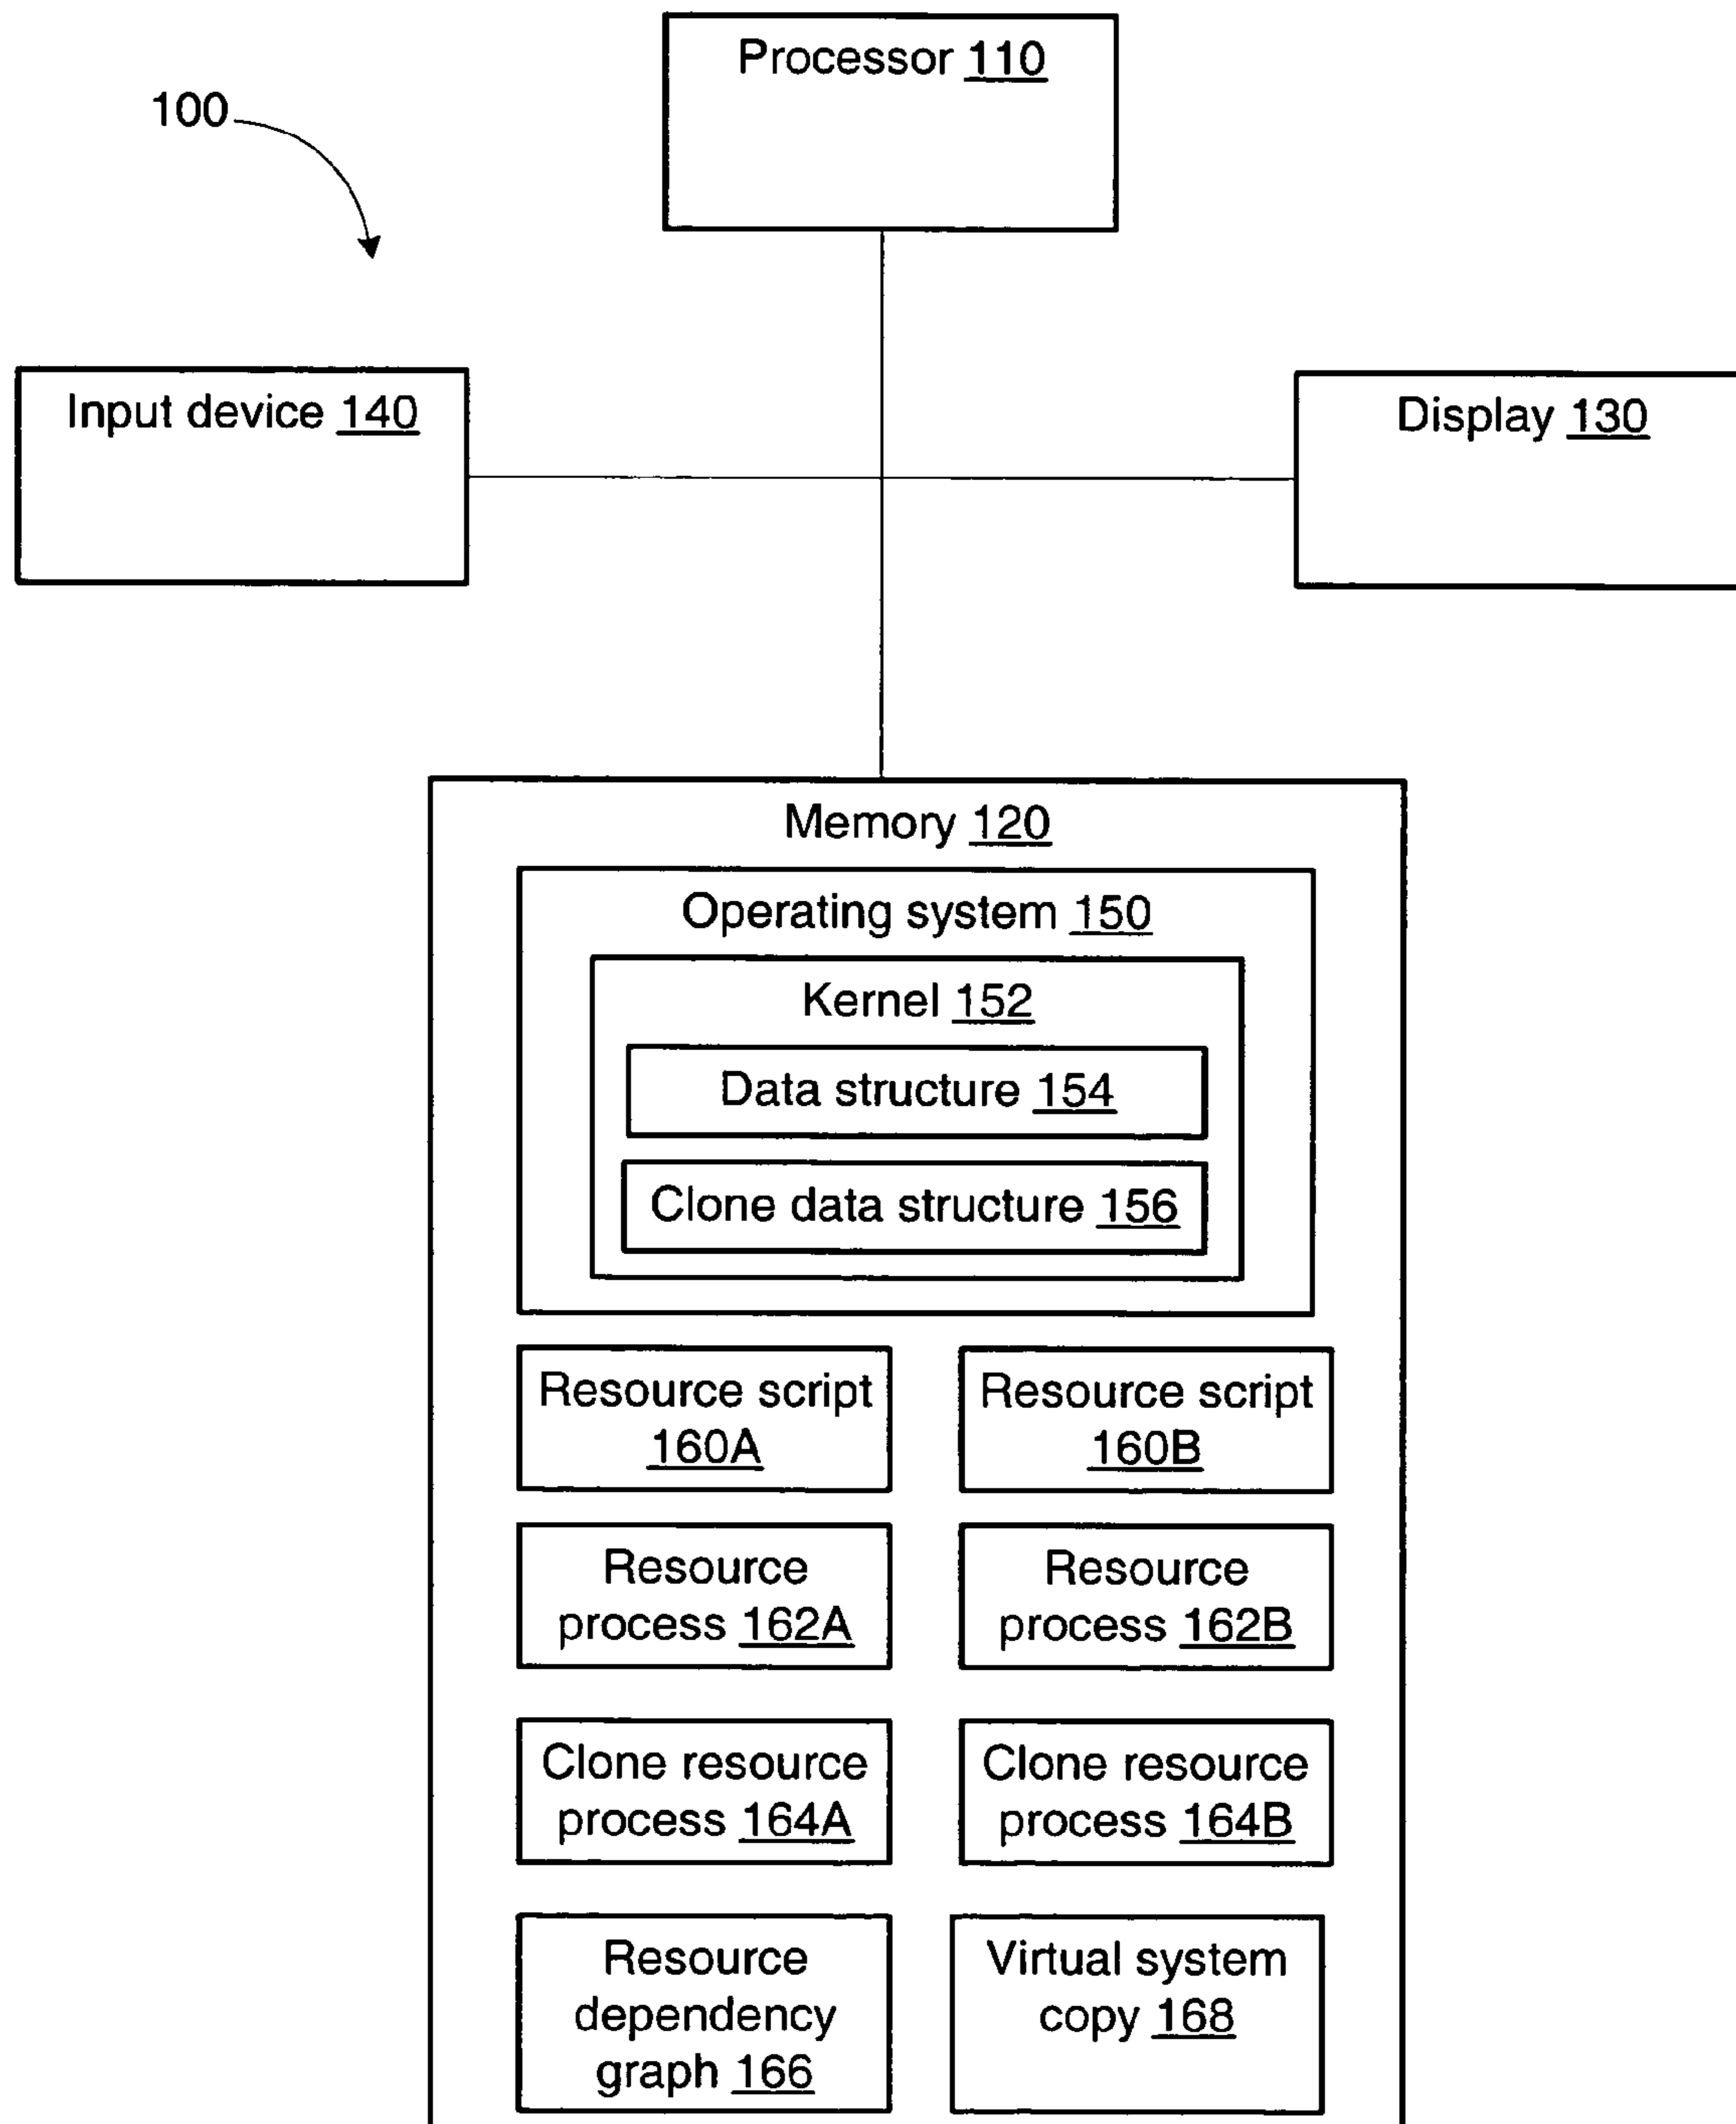 Processor 110
100
Input device 140
Display 130
Memory 120
Operating system 150
Kernel 152
Data structure 154
Clone data structure 156
Resource script
160A
Resource script
160B
Resource
process 162A
Resource
process 162B
Clone resource
process 164A
Clone resource
process 164B
Resource
dependency
graph 166
Virtual system
copy 168